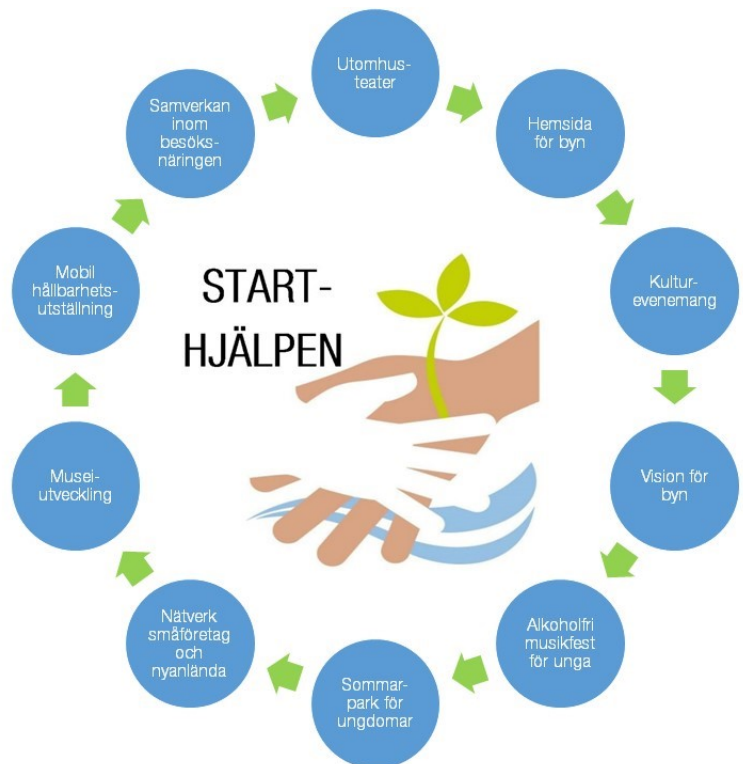 START-
HJÄLPEN
Utomhus-
teater
Hemsida
för byn
Kultur-
evenemang
Vision för
byn
Alkoholfri
musikfest
för unga
Sommar-
park för
ungdomar
Nätverk
småföretag
och
nyanlända
Musei-
utveckling
Mobil
hållbarhets-
utställning
Samverkan
inom
besöks-
näringen